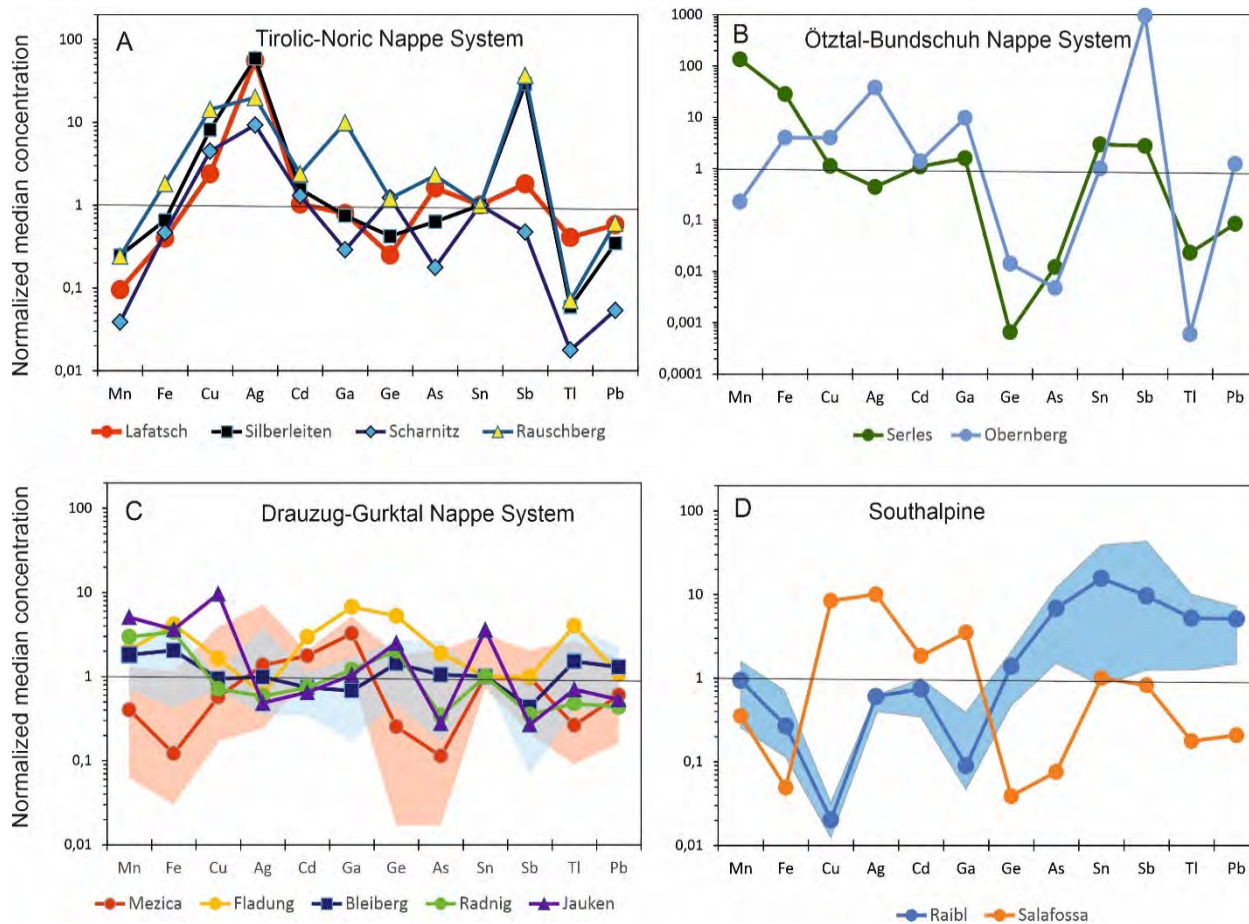 A
Tirolic-Noric Nappe System
Normalized median concentration
100
10
1
0,1
0,01
Mn Fe Cu Ag Cd Ga Ge As Sn Sb Tl Pb
Lafatsch Silberleiten Scharnitz Rauschberg
B
Ötztal-Bundschuh Nappe System
1000
100
10
1
0,1
0,01
0,001
0,0001
Mn Fe Cu Ag Cd Ga Ge As Sn Sb Tl Pb
Serles Obernberg
C
Drauzug-Gurktal Nappe System
Normalized median concentration
100
10
1
0,1
0,01
Mn Fe Cu Ag Cd Ga Ge As Sn Sb Tl Pb
Mezica Fladung Bleiberg Radnig Jauken
D
Southalpine
100
10
1
0,1
0,01
Mn Fe Cu Ag Cd Ga Ge As Sn Sb Tl Pb
Raibl Salafossa